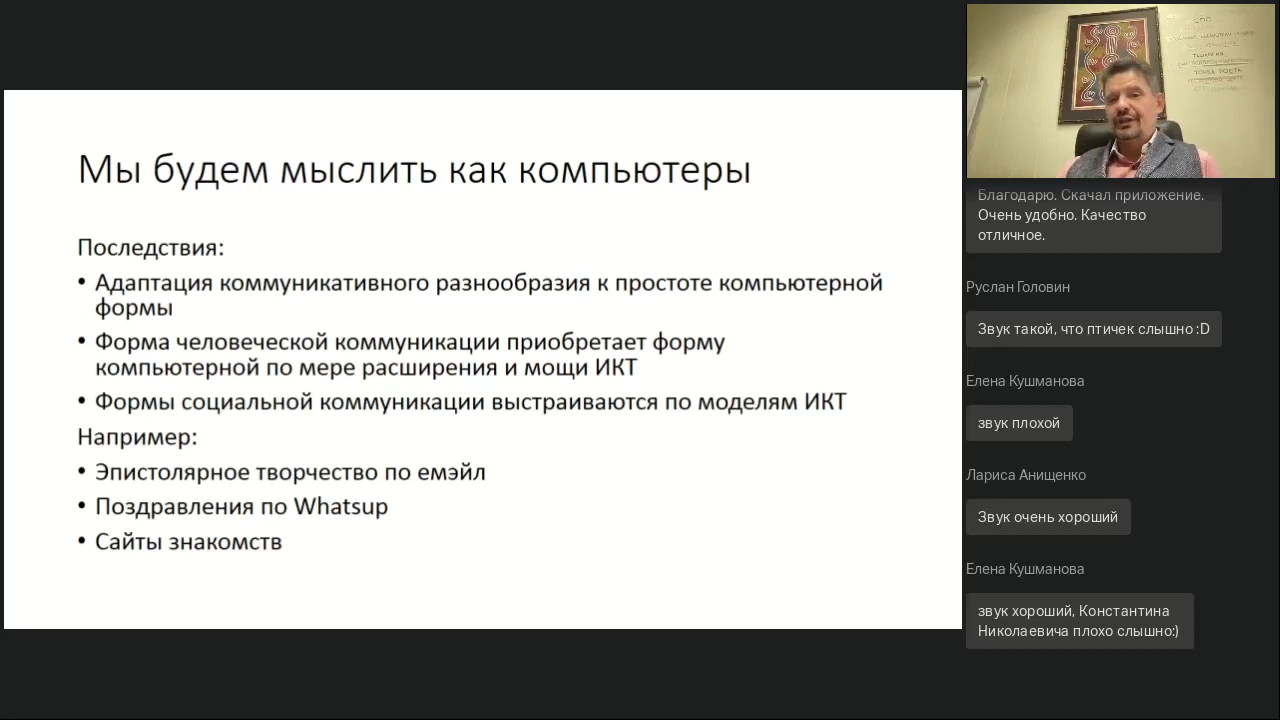 Мы будем мыслить как компьютеры
Последствия:
• Адаптация коммуникативного разнообразия к простоте компьютерной
формы
• Форма человеческой коммуникации приобретает форму
компьютерной по мере расширения и мощи ИКТ
• Формы социальной коммуникации выстраиваются по моделям ИКТ
Например:
• Эпистолярное творчество по емэйл
• Поздравления по Whatsup
• Сайты знакомств
Благодарю. Скачал приложение.
Очень удобно. Качество
отличное.
Руслан Головин
Звук такой, что птичек слышно :D
Елена Кушманова
звук плохой
Лариса Анищенко
Звук очень хороший
Елена Кушманова
звук хороший, Константина
Николаевича плохо слышно:)